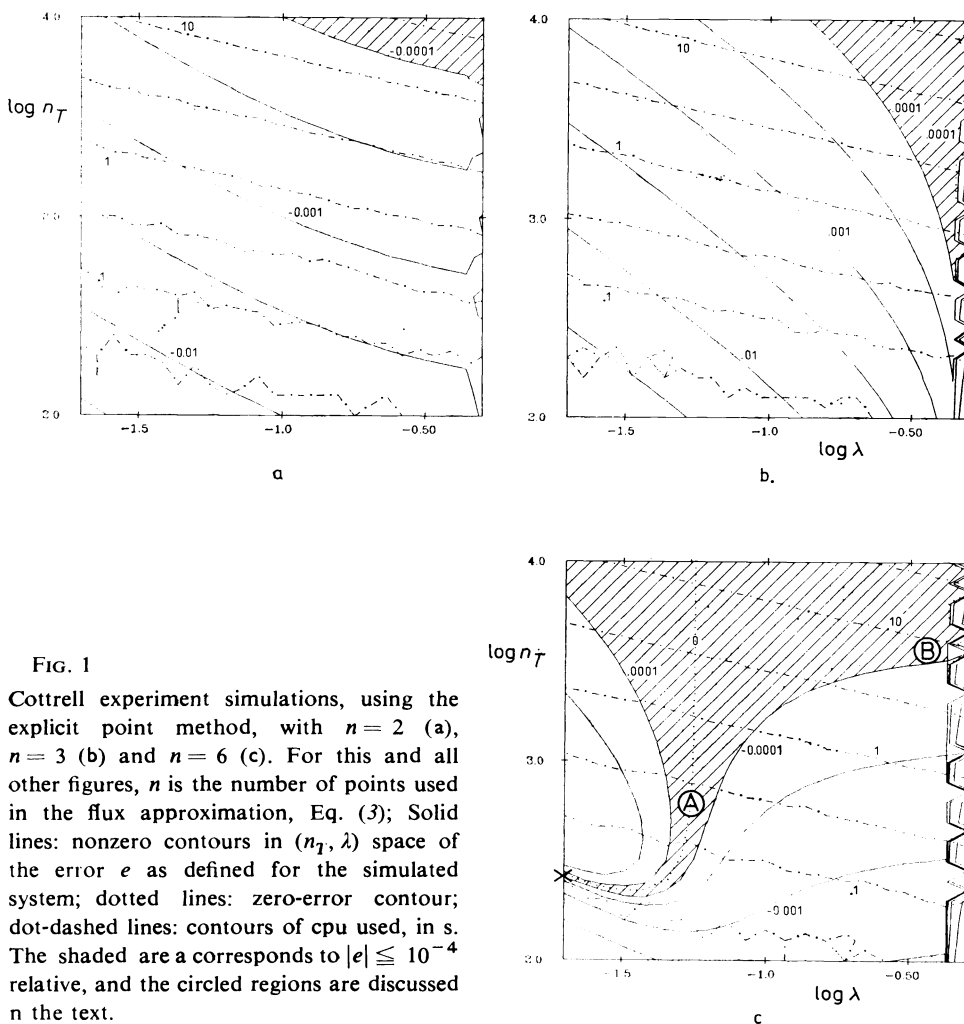 4.0
10
-0.0001
log n_T
1
-0.001
3.0
.1
-0.01
2.0
-1.5
-1.0
-0.50
a
4.0
10
.0001
.0001
1
3.0
.001
.1
.01
2.0
-1.5
-1.0
-0.50
log λ
b.
4.0
0
10
B
log n_T
.0001
-0.0001
1
3.0
A
.1
-0.001
2.0
-1.5
-1.0
-0.50
log λ
c
FIG. 1
Cottrell experiment simulations, using the
explicit point method, with n = 2 (a),
n = 3 (b) and n = 6 (c). For this and all
other figures, n is the number of points used
in the flux approximation, Eq. (3); Solid
lines: nonzero contours in (n_T, λ) space of
the error e as defined for the simulated
system; dotted lines: zero-error contour;
dot-dashed lines: contours of cpu used, in s.
The shaded are a corresponds to |e| ≦ 10⁻⁴
relative, and the circled regions are discussed
n the text.